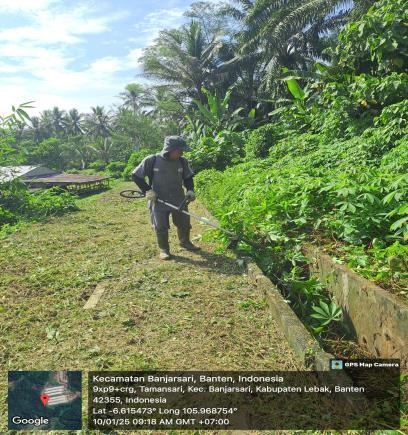 GPS Map Camera
Kecamatan Banjarsari, Banten, Indonesia
9xp9+crg, Tamansari, Kec. Banjarsari, Kabupaten Lebak, Banten
42355, Indonesia
Lat -6.615473° Long 105.968754°
10/01/25 09:18 AM GMT +07:00
Google